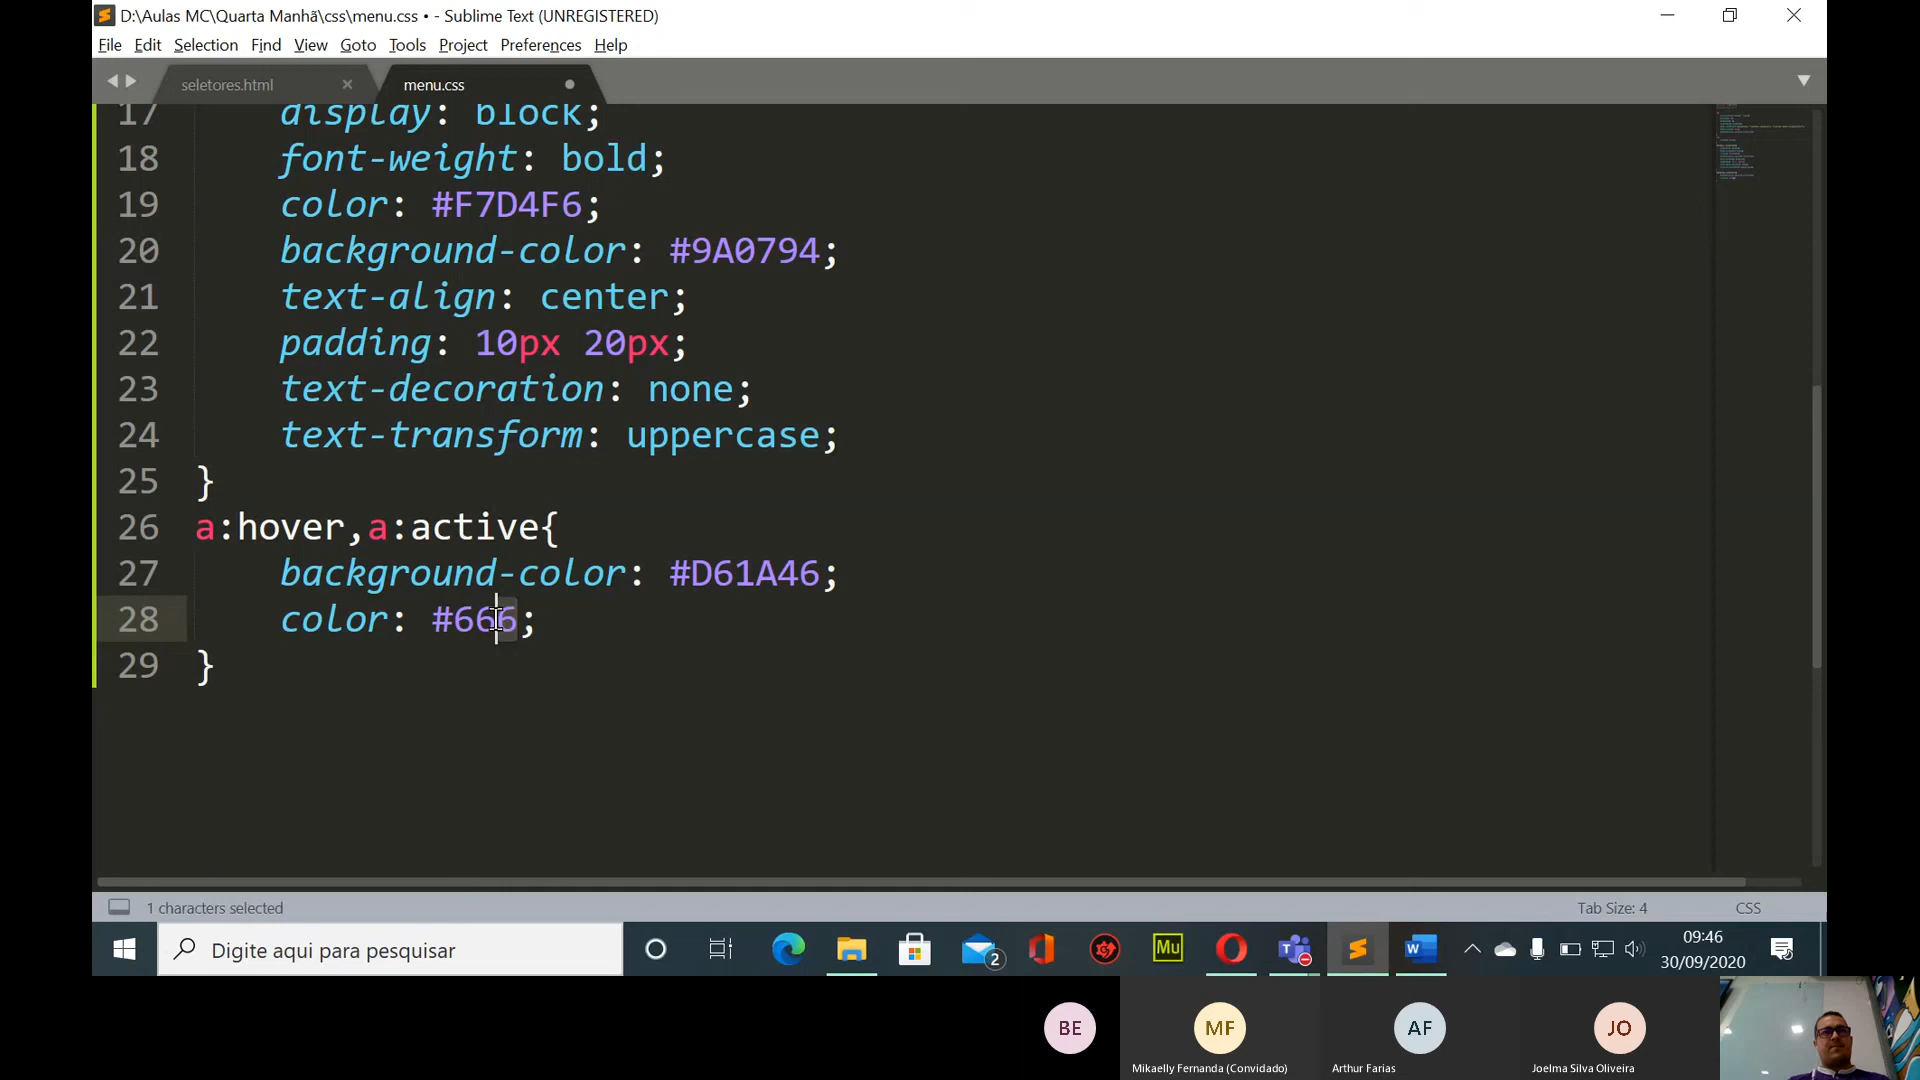 D:\Aulas MC\Quarta Manhã\css\menu.css • - Sublime Text (UNREGISTERED)
File Edit Selection Find View Goto Tools Project Preferences Help
seletores.html menu.css
17 display: block;
18 font-weight: bold;
19 color: #F7D4F6;
20 background-color: #9A0794;
21 text-align: center;
22 padding: 10px 20px;
23 text-decoration: none;
24 text-transform: uppercase;
25 }
26 a:hover,a:active{
27 background-color: #D61A46;
28 color: #666;
29 }
1 characters selected Tab Size: 4 CSS
Digite aqui para pesquisar 2 Mu W 09:46
30/09/2020
BE MF AF JO
Mikaelly Fernanda (Convidado) Arthur Farias Joelma Silva Oliveira